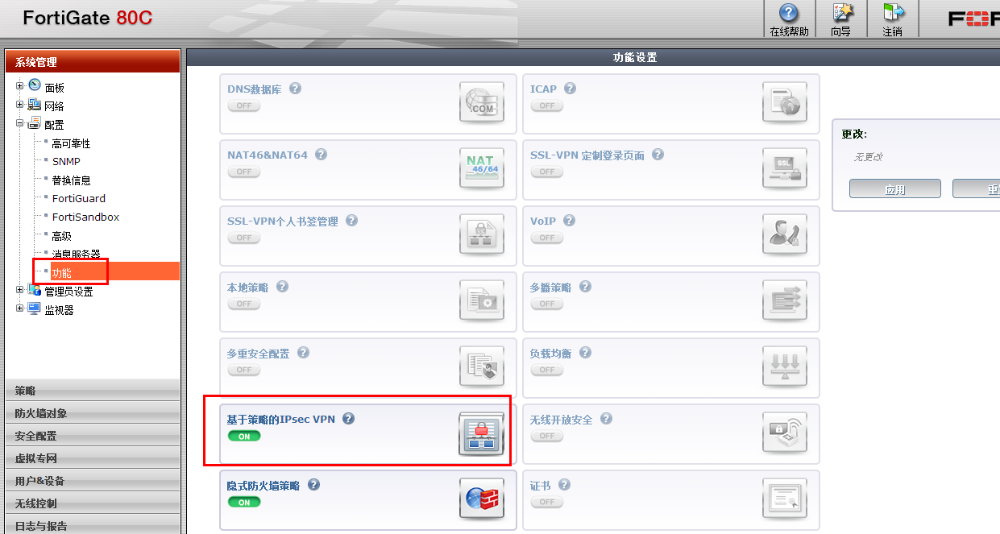 FortiGate 80C
在线帮助
向导
注销
系统管理
面板
网络
配置
高可靠性
SNMP
替换信息
FortiGuard
FortiSandbox
高级
消息服务器
功能
管理员设置
监视器
策略
防火墙对象
安全配置
虚拟专网
用户&设备
无线控制
日志与报告
功能设置
DNS数据库
OFF
.COM
ICAP
OFF
NAT46&NAT64
OFF
NAT
46/64
SSL-VPN 定制登录页面
OFF
SSL
SSL-VPN个人书签管理
OFF
VoIP
OFF
本地策略
OFF
多播策略
OFF
多重安全配置
OFF
负载均衡
OFF
基于策略的IPsec VPN
ON
无线开放安全
OFF
隐式防火墙策略
ON
证书
OFF
更改:
无更改
应用